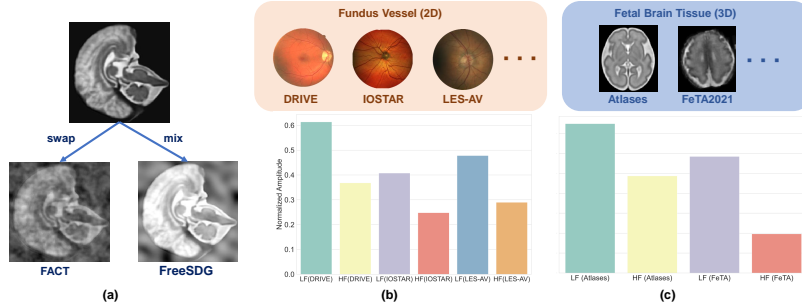 swap
mix
FACT
FreeSDG
(a)
Fundus Vessel (2D)
DRIVE
IOSTAR
LES-AV
Normalized Amplitude
0.6
0.5
0.4
0.3
0.2
0.1
0.0
LF(DRIVE) HF(DRIVE) LF(IOSTAR) HF(IOSTAR) LF(LES-AV) HF(LES-AV)
(b)
Fetal Brain Tissue (3D)
Atlases
FeTA2021
LF (Atlases) HF (Atlases) LF (FeTA) HF (FeTA)
(c)